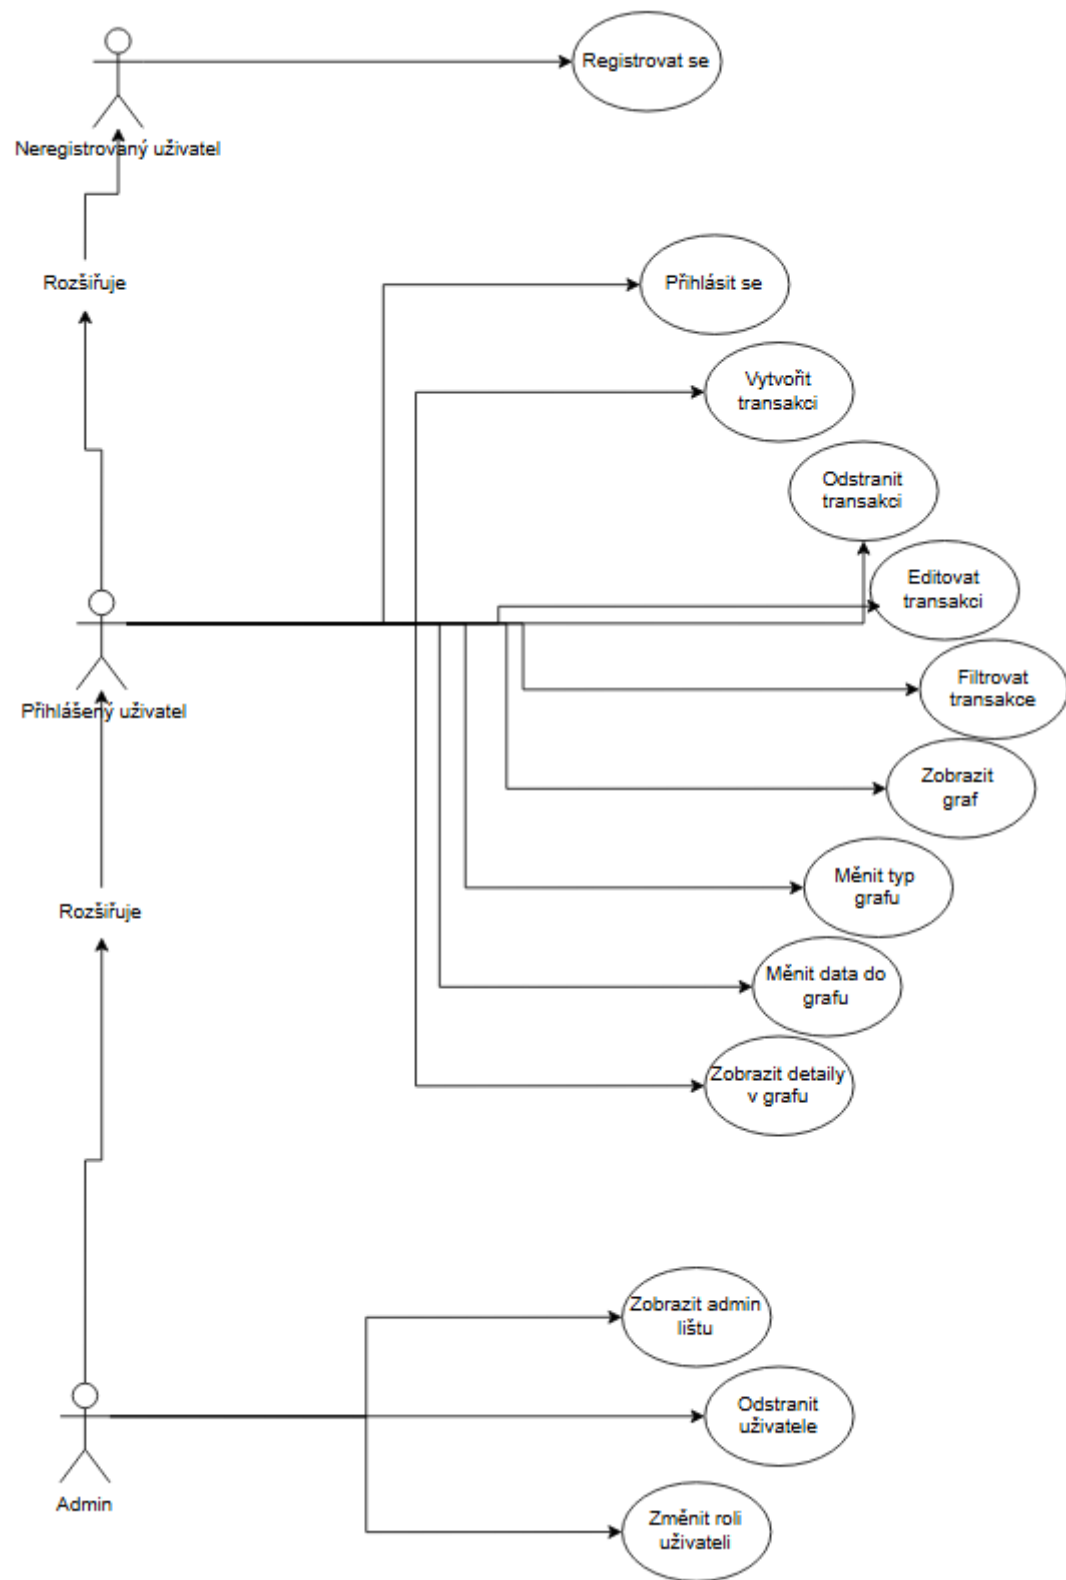 Registrovat se
Neregistrovaný uživatel
Rozšiřuje
Přihlásit se
Vytvořit
transakci
Odstranit
transakci
Editovat
transakci
Filtrovat
transakce
Přihlášený uživatel
Zobrazit
graf
Měnit typ
grafu
Rozšiřuje
Měnit data do
grafu
Zobrazit detaily
v grafu
Zobrazit admin
lištu
Odstranit
uživatele
Admin
Změnit roli
uživateli